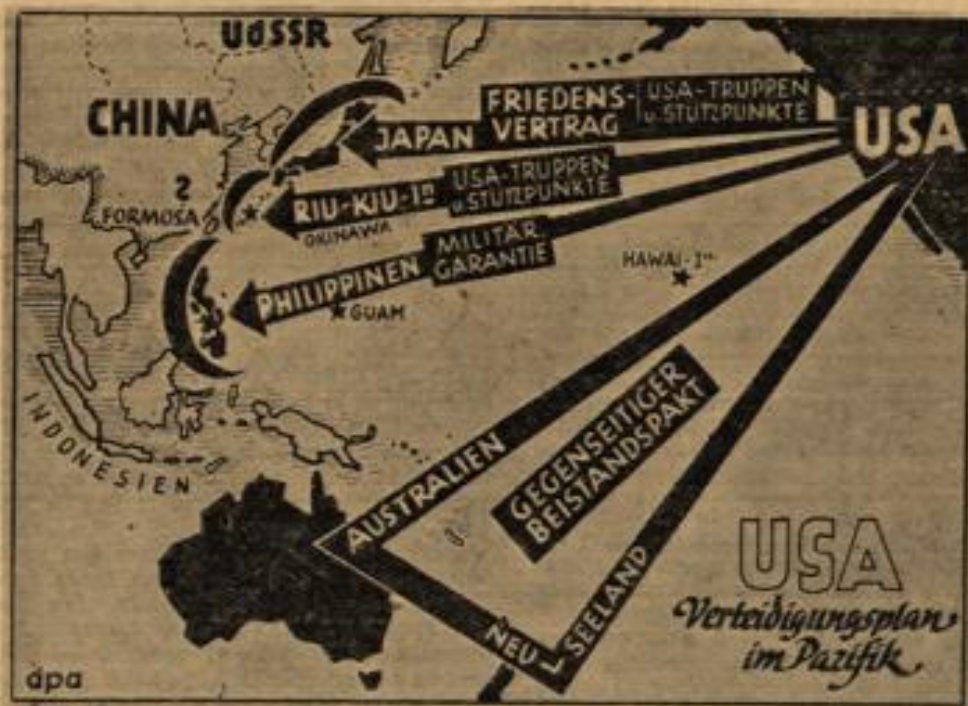 UdSSR
CHINA
USA
JAPAN
FRIEDENS-
VERTRAG
USA-TRUPPEN
u. STÜTZPUNKTE
RIU-KIU-In
USA-TRUPPEN
u. STÜTZPUNKTE
FORMOSA
OKINAWA
PHILIPPINEN
MILITÄR
GARANTIE
HAWAI-In
GUAM
INDONESIEN
AUSTRALIEN
GEGENSEITIGER
BEISTANDSPAKT
NEU-
SEELAND
USA
Verteidigungsplan
im Pazifik
dpa